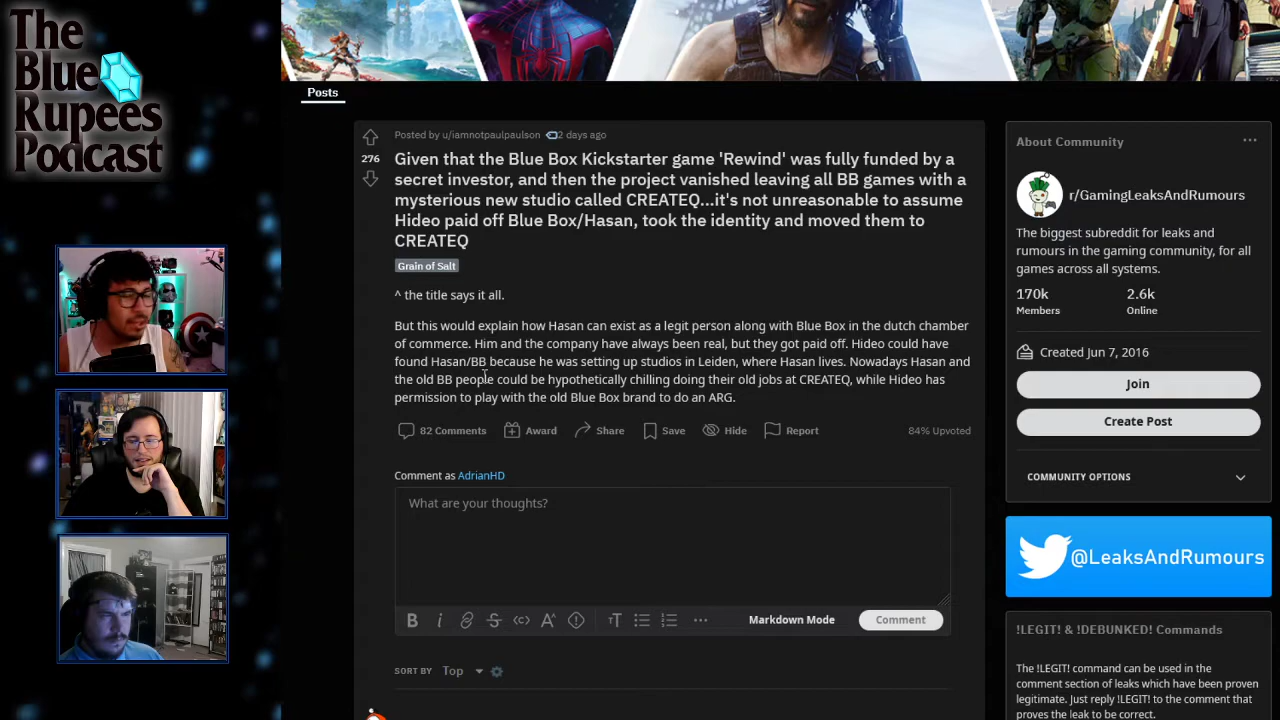 The
Blue
Rupees
Podcast
Posts
Posted by u/iamnotpaulpaulson 2 days ago
276
Given that the Blue Box Kickstarter game 'Rewind' was fully funded by a
secret investor, and then the project vanished leaving all BB games with a
mysterious new studio called CREATEQ...it's not unreasonable to assume
Hideo paid off Blue Box/Hasan, took the identity and moved them to
CREATEQ
Grain of Salt
^ the title says it all.
But this would explain how Hasan can exist as a legit person along with Blue Box in the dutch chamber
of commerce. Him and the company have always been real, but they got paid off. Hideo could have
found Hasan/BB because he was setting up studios in Leiden, where Hasan lives. Nowadays Hasan and
the old BB people could be hypothetically chilling doing their old jobs at CREATEQ, while Hideo has
permission to play with the old Blue Box brand to do an ARG.
82 Comments Award Share Save Hide Report 84% Upvoted
Comment as AdrianHD
What are your thoughts?
B i A TT ••• Markdown Mode Comment
SORT BY Top
About Community
r/GamingLeaksAndRumours
The biggest subreddit for leaks and
rumours in the gaming community, for all
games across all systems.
170k 2.6k
Members Online
Created Jun 7, 2016
Join
Create Post
COMMUNITY OPTIONS
@LeaksAndRumours
!LEGIT! & !DEBUNKED! Commands
The !LEGIT! command can be used in the
comment section of leaks which have been proven
legitimate. Just reply !LEGIT! to the comment that
proves the leak to be correct.